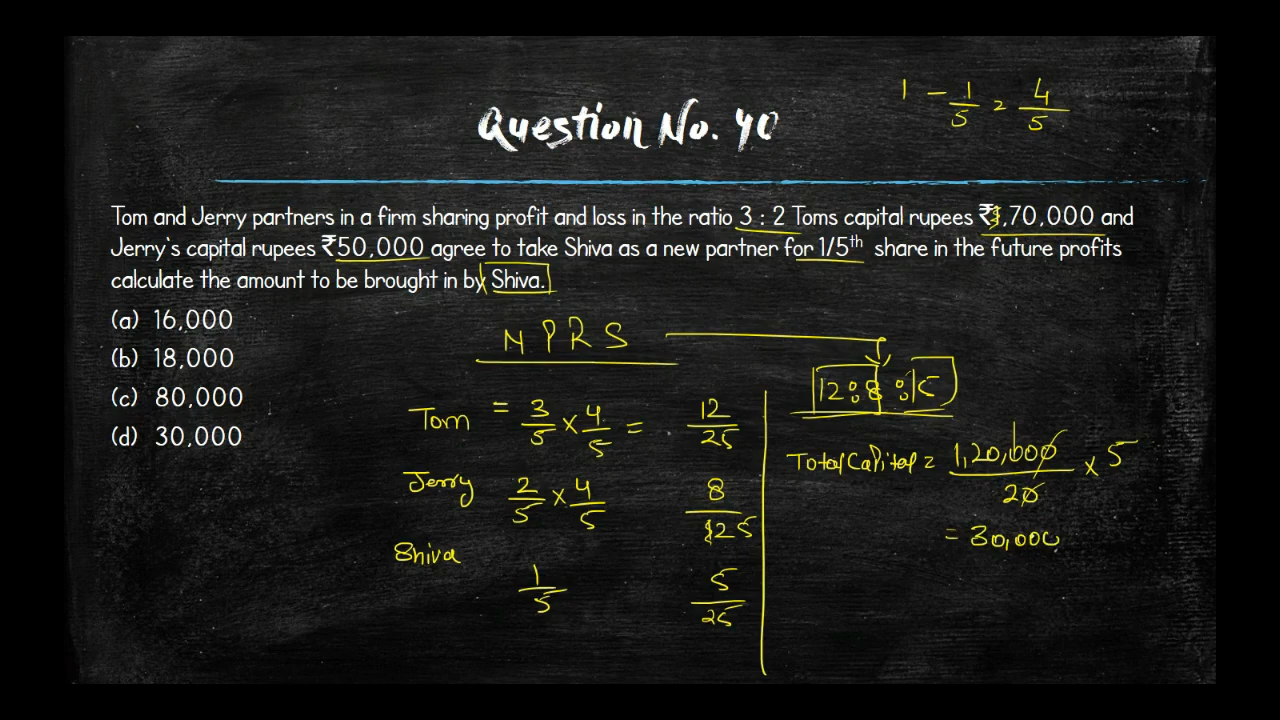 1 - 1/5 = 4/5
Question No. 40
Tom and Jerry partners in a firm sharing profit and loss in the ratio 3 : 2 Toms capital rupees ₹1,70,000 and
Jerry's capital rupees ₹50,000 agree to take Shiva as a new partner for 1/5th share in the future profits
calculate the amount to be brought in by Shiva.
(a) 16,000
(b) 18,000
(c) 80,000
(d) 30,000
NPRS
12:8:5
Tom = 3/5 × 4/5 = 12/25
Jerry 2/5 × 4/5 8/25
Shiva 1/5 5/25
Total Capital = 1,20,000/20 × 5
= 30,000